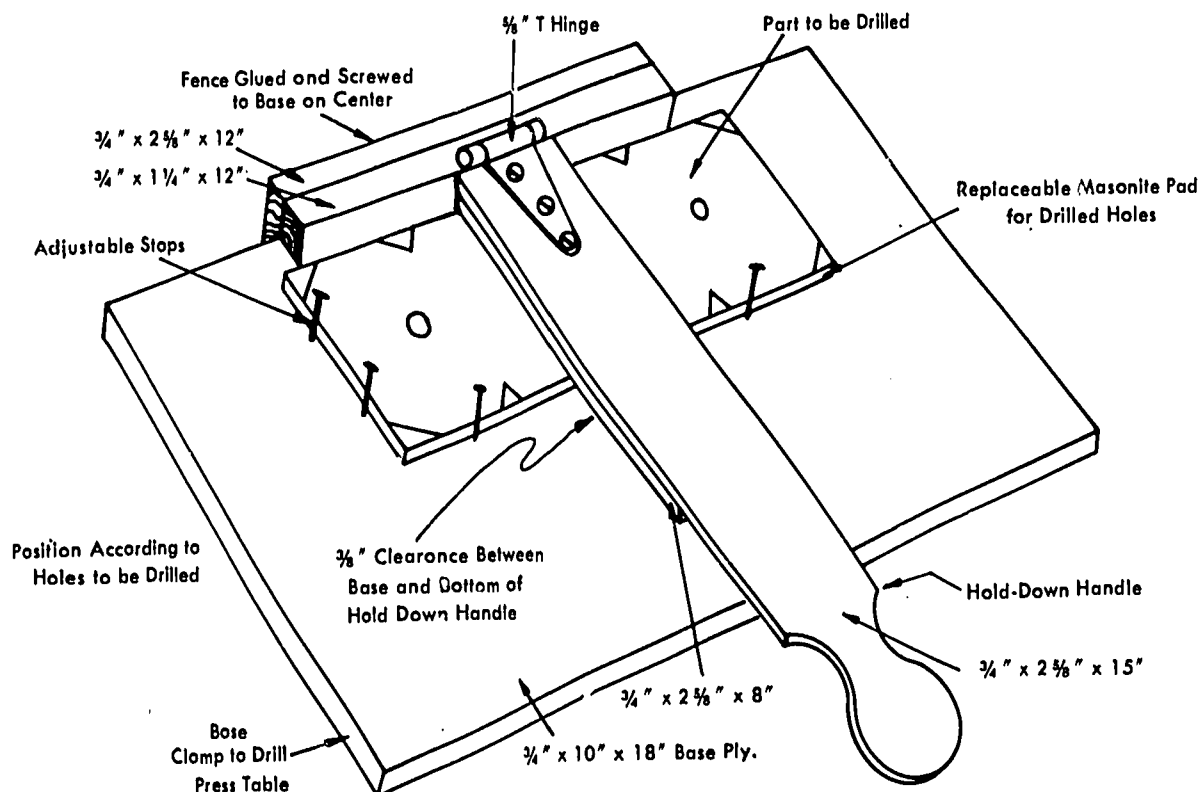 ⅝" T Hinge
Part to be Drilled
Fence Glued ond Screwed
to Base on Center
¾" x 2 ⅝" x 12"
¾" x 1 ¼" x 12"
Adjustable Stops
Replaceable Masonite Pad
for Drilled Holes
Position According to
Holes to be Drilled
⅜" Clearonce Between
Base and Bottom of
Hold Down Handle
Hold-Down Handle
¾" x 2 ⅝" x 15"
¾" x 2 ⅝" x 8"
¾" x 10" x 18" Base Ply.
Bose
Clomp to Drill
Press Table